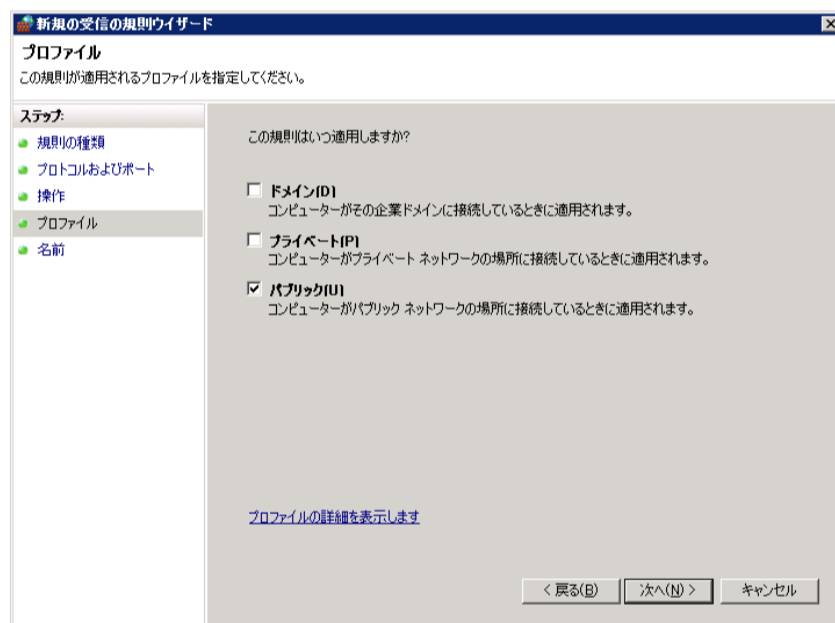 新規の受信の規則ウィザード
プロファイル
この規則が適用されるプロファイルを指定してください。
ステップ:
規則の種類
プロトコルおよびポート
操作
プロファイル
名前
この規則はいつ適用しますか?
ドメイン(D)
コンピューターがその企業ドメインに接続しているときに適用されます。
プライベート(P)
コンピューターがプライベート ネットワークの場所に接続しているときに適用されます。
パブリック(U)
コンピューターがパブリック ネットワークの場所に接続しているときに適用されます。
プロファイルの詳細を表示します
< 戻る(B)
次へ(N) >
キャンセル